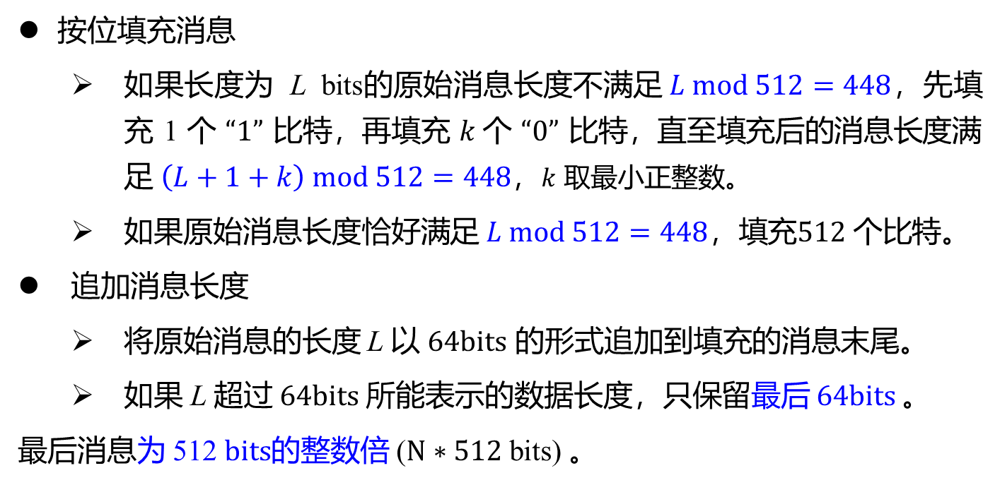 ● 按位填充消息
➢ 如果长度为 L bits的原始消息长度不满足 L mod 512 = 448，先填
充 1 个 “1” 比特，再填充 k 个 “0” 比特，直至填充后的消息长度满
足 (L + 1 + k) mod 512 = 448，k 取最小正整数。
➢ 如果原始消息长度恰好满足 L mod 512 = 448，填充512 个比特。
● 追加消息长度
➢ 将原始消息的长度 L 以 64bits 的形式追加到填充的消息末尾。
➢ 如果 L 超过 64bits 所能表示的数据长度，只保留最后 64bits 。
最后消息为 512 bits的整数倍 (N * 512 bits) 。